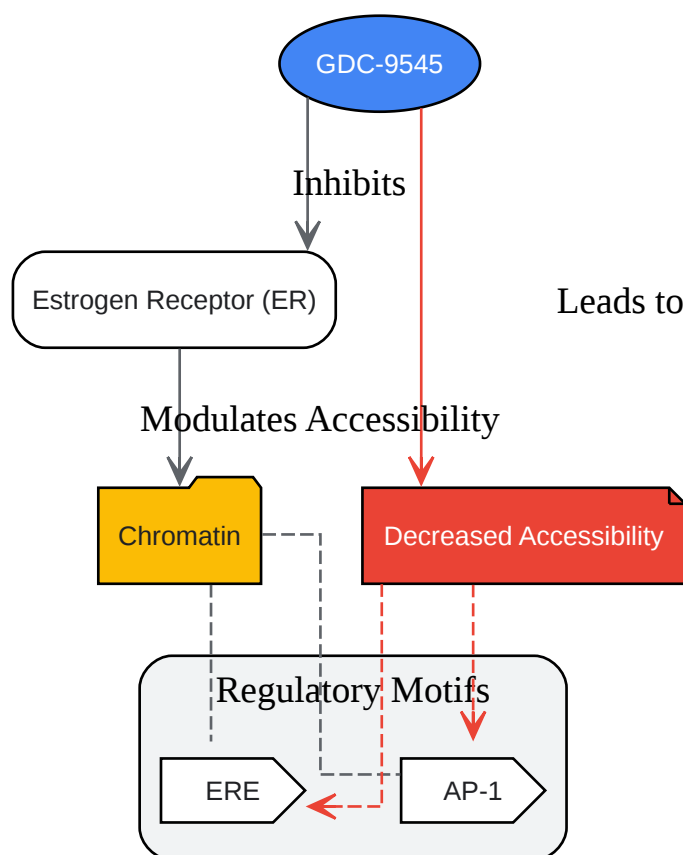 GDC-9545
Inhibits
Estrogen Receptor (ER)
Leads to
Modulates Accessibility
Chromatin
Decreased Accessibility
Regulatory Motifs
ERE
AP-1